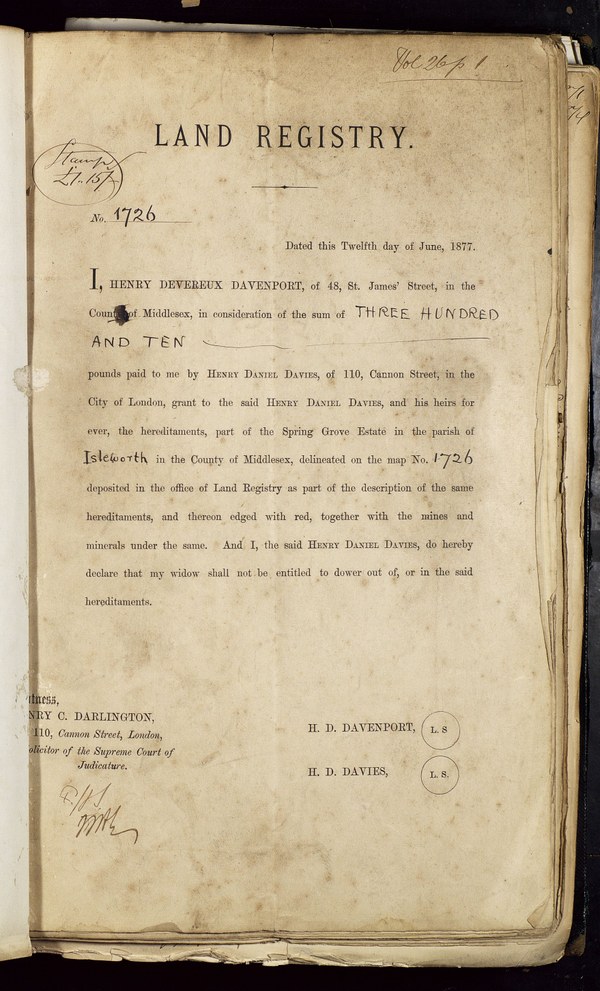 Vol 26 p 1
LAND REGISTRY.
Stamp
£1..15/-
No. 1726
Dated this Twelfth day of June, 1877.
I, HENRY DEVEREUX DAVENPORT, of 48, St. James' Street, in the
County of Middlesex, in consideration of the sum of THREE HUNDRED
AND TEN
pounds paid to me by HENRY DANIEL DAVIES, of 110, Cannon Street, in the
City of London, grant to the said HENRY DANIEL DAVIES, and his heirs for
ever, the hereditaments, part of the Spring Grove Estate in the parish of
Isleworth in the County of Middlesex, delineated on the map No. 1726
deposited in the office of Land Registry as part of the description of the same
hereditaments, and thereon edged with red, together with the mines and
minerals under the same. And I, the said HENRY DANIEL DAVIES, do hereby
declare that my widow shall not be entitled to dower out of, or in the said
hereditaments.
itness,
NRY C. DARLINGTON,
110, Cannon Street, London,
olicitor of the Supreme Court of
Judicature.
H. D. DAVENPORT, L. S
H. D. DAVIES, L. S.